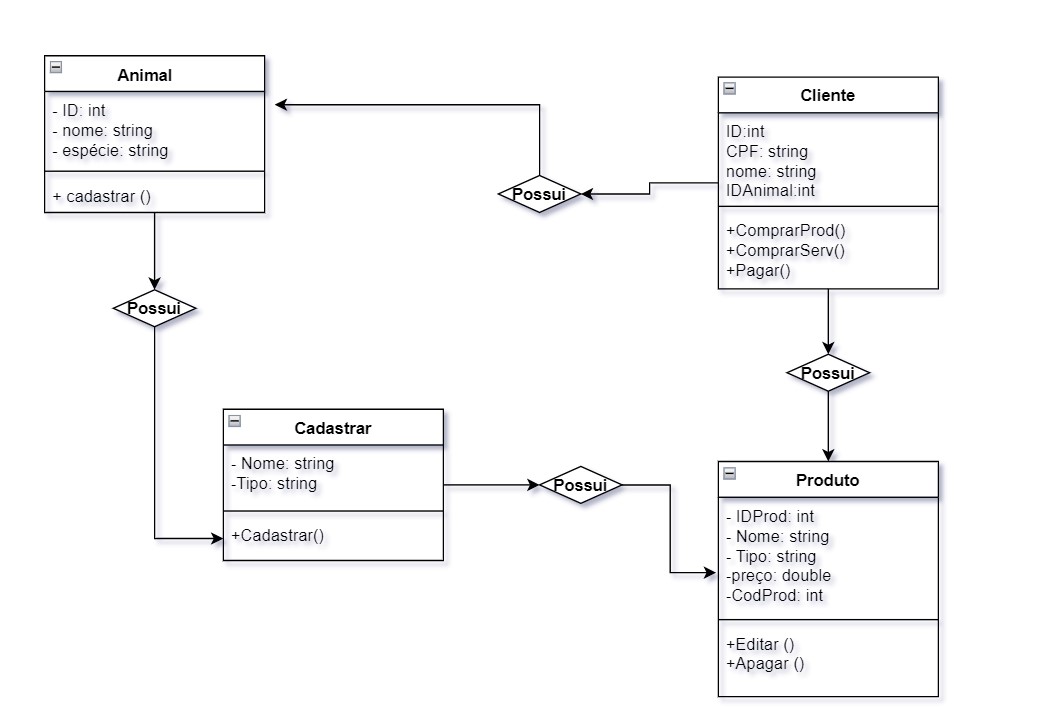 Animal
- ID: int
- nome: string
- espécie: string
+ cadastrar ()
Cliente
ID:int
CPF: string
nome: string
IDAnimal:int
+ComprarProd()
+ComprarServ()
+Pagar()
Possui
Possui
Possui
Cadastrar
- Nome: string
-Tipo: string
+Cadastrar()
Possui
Produto
- IDProd: int
- Nome: string
- Tipo: string
-preço: double
-CodProd: int
+Editar ()
+Apagar ()